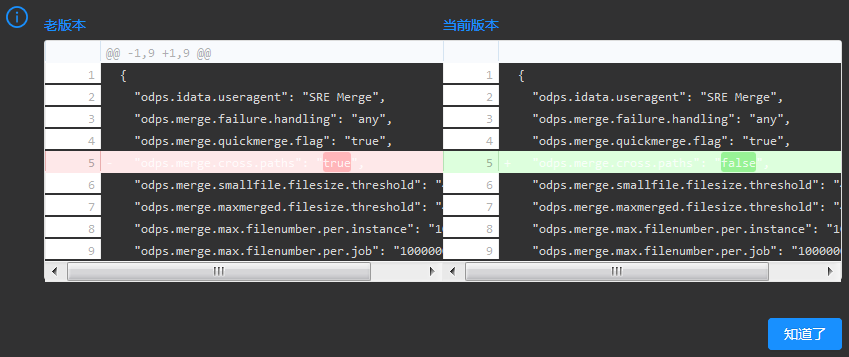 老版本 当前版本
@@ -1,9 +1,9 @@
1 { 1 {
2 "odps.idata.useragent": "SRE Merge", 2 "odps.idata.useragent": "SRE Merge",
3 "odps.merge.failure.handling": "any", 3 "odps.merge.failure.handling": "any",
4 "odps.merge.quickmerge.flag": "true", 4 "odps.merge.quickmerge.flag": "true",
5 - "odps.merge.cross.paths": "true", 5 + "odps.merge.cross.paths": "false",
6 "odps.merge.smallfile.filesize.threshold": " 6 "odps.merge.smallfile.filesize.threshold": "
7 "odps.merge.maxmerged.filesize.threshold": " 7 "odps.merge.maxmerged.filesize.threshold": "
8 "odps.merge.max.filenumber.per.instance": "1 8 "odps.merge.max.filenumber.per.instance": "1
9 "odps.merge.max.filenumber.per.job": "1000000 9 "odps.merge.max.filenumber.per.job": "1000000
知道了